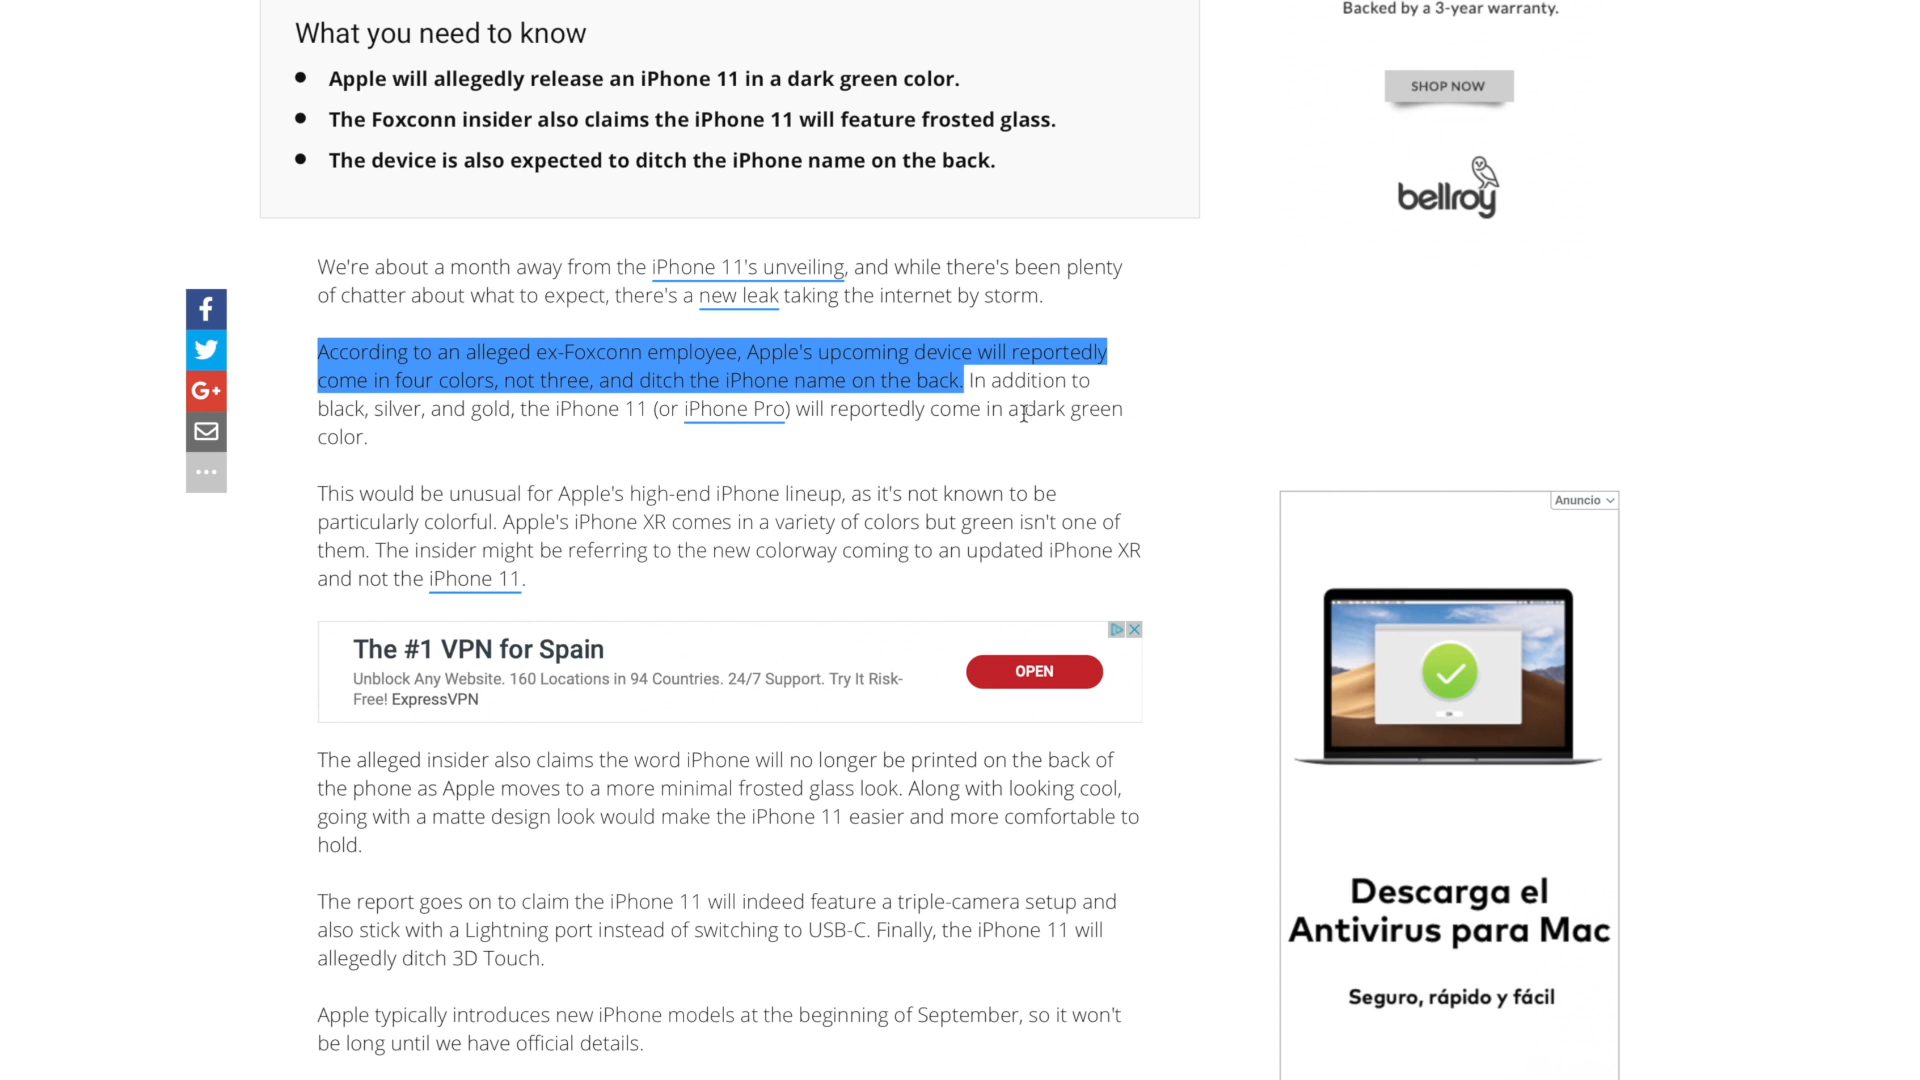 What you need to know
Apple will allegedly release an iPhone 11 in a dark green color.
The Foxconn insider also claims the iPhone 11 will feature frosted glass.
The device is also expected to ditch the iPhone name on the back.
We're about a month away from the iPhone 11's unveiling, and while there's been plenty
of chatter about what to expect, there's a new leak taking the internet by storm.
According to an alleged ex-Foxconn employee, Apple's upcoming device will reportedly
come in four colors, not three, and ditch the iPhone name on the back. In addition to
black, silver, and gold, the iPhone 11 (or iPhone Pro) will reportedly come in a dark green
color.
This would be unusual for Apple's high-end iPhone lineup, as it's not known to be
particularly colorful. Apple's iPhone XR comes in a variety of colors but green isn't one of
them. The insider might be referring to the new colorway coming to an updated iPhone XR
and not the iPhone 11.
The #1 VPN for Spain
Unblock Any Website. 160 Locations in 94 Countries. 24/7 Support. Try It Risk-
Free! ExpressVPN
OPEN
The alleged insider also claims the word iPhone will no longer be printed on the back of
the phone as Apple moves to a more minimal frosted glass look. Along with looking cool,
going with a matte design look would make the iPhone 11 easier and more comfortable to
hold.
The report goes on to claim the iPhone 11 will indeed feature a triple-camera setup and
also stick with a Lightning port instead of switching to USB-C. Finally, the iPhone 11 will
allegedly ditch 3D Touch.
Apple typically introduces new iPhone models at the beginning of September, so it won't
be long until we have official details.
Backed by a 3-year warranty.
SHOP NOW
bellroy
Anuncio
Descarga el
Antivirus para Mac
Seguro, rápido y fácil